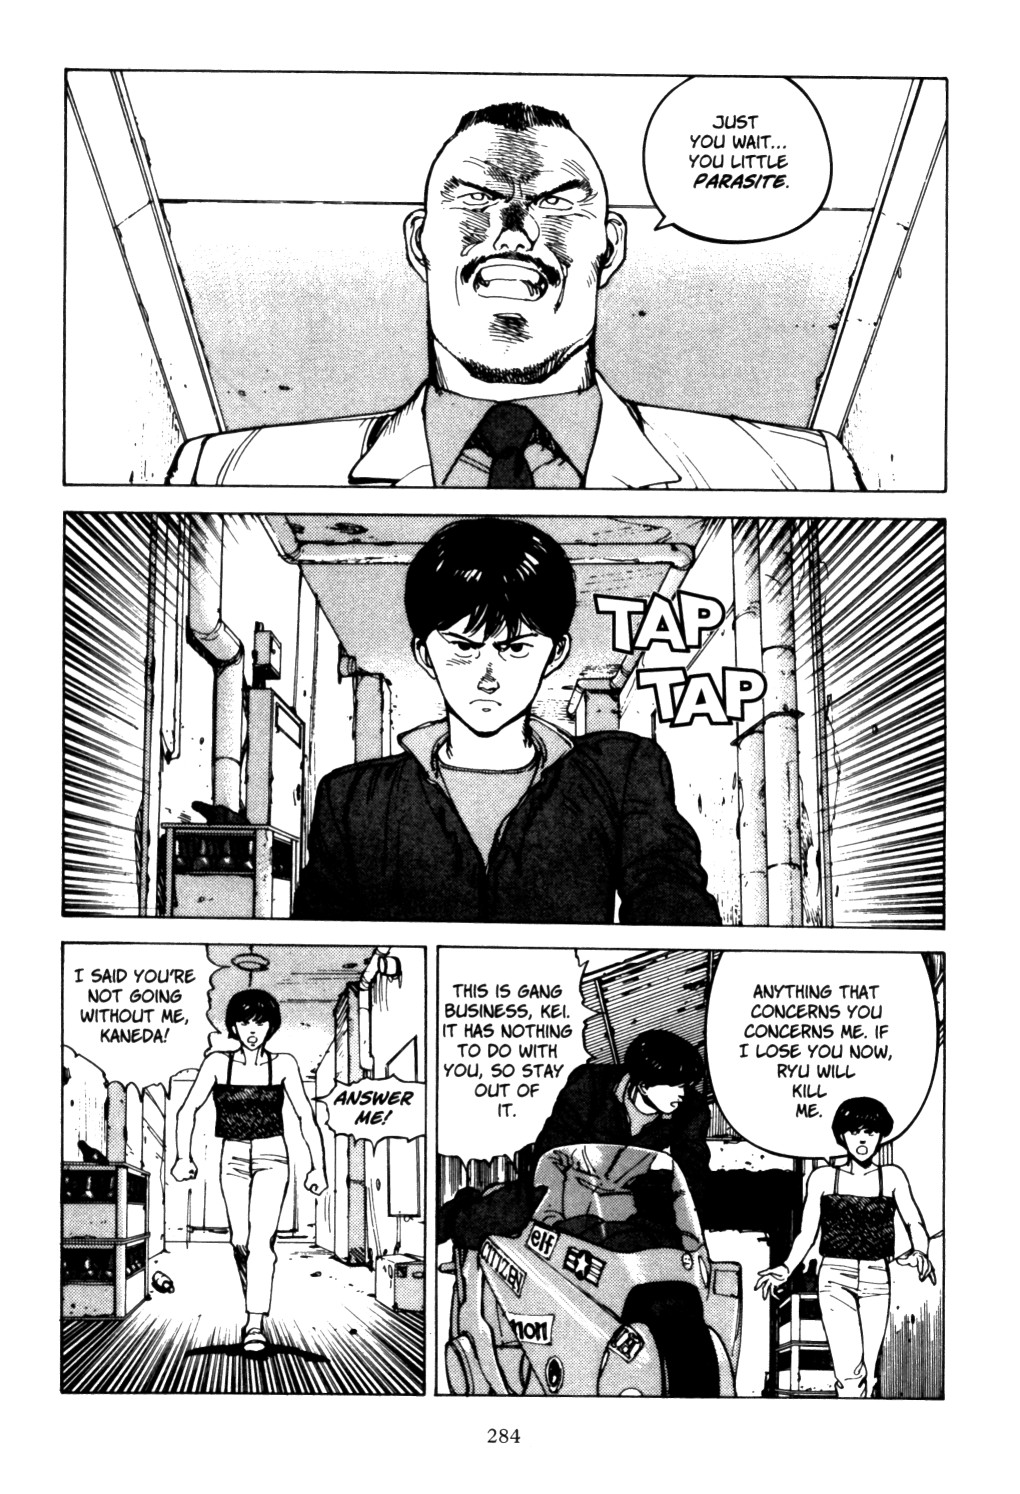 JUST
YOU WAIT...
YOU LITTLE
PARASITE.
TAP
TAP
I SAID YOU'RE
NOT GOING
WITHOUT ME,
KANEDA!
ANSWER
ME!
THIS IS GANG
BUSINESS, KEI.
IT HAS NOTHING
TO DO WITH
YOU, SO STAY
OUT OF
IT.
ANYTHING THAT
CONCERNS YOU
CONCERNS ME. IF
I LOSE YOU NOW,
RYU WILL
KILL
ME.
elf
CITIZEN
non
284